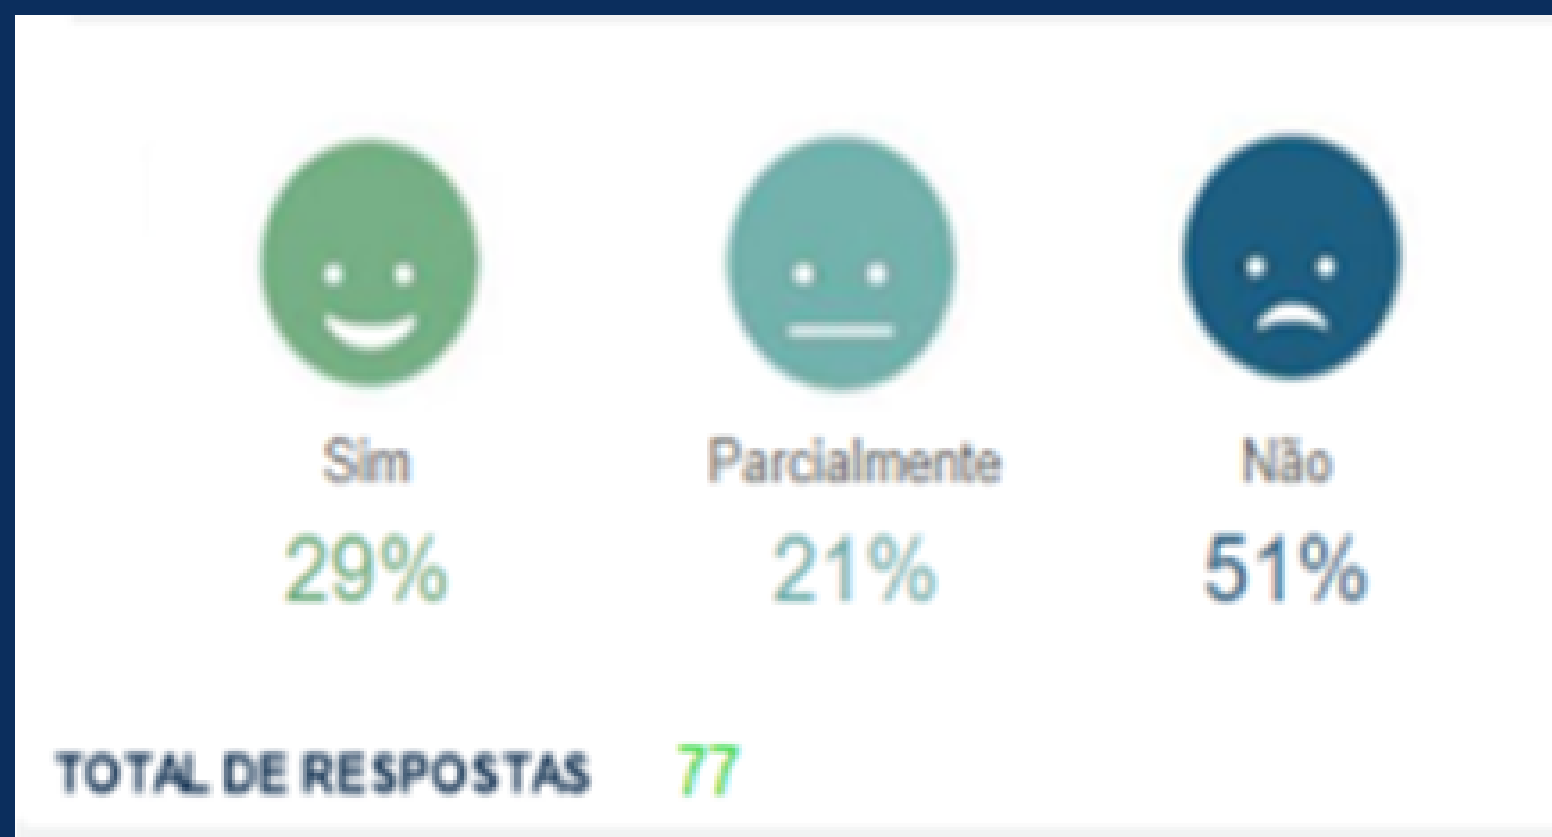 Sim Parcialmente Não
29% 21% 51%
TOTAL DE RESPOSTAS 77